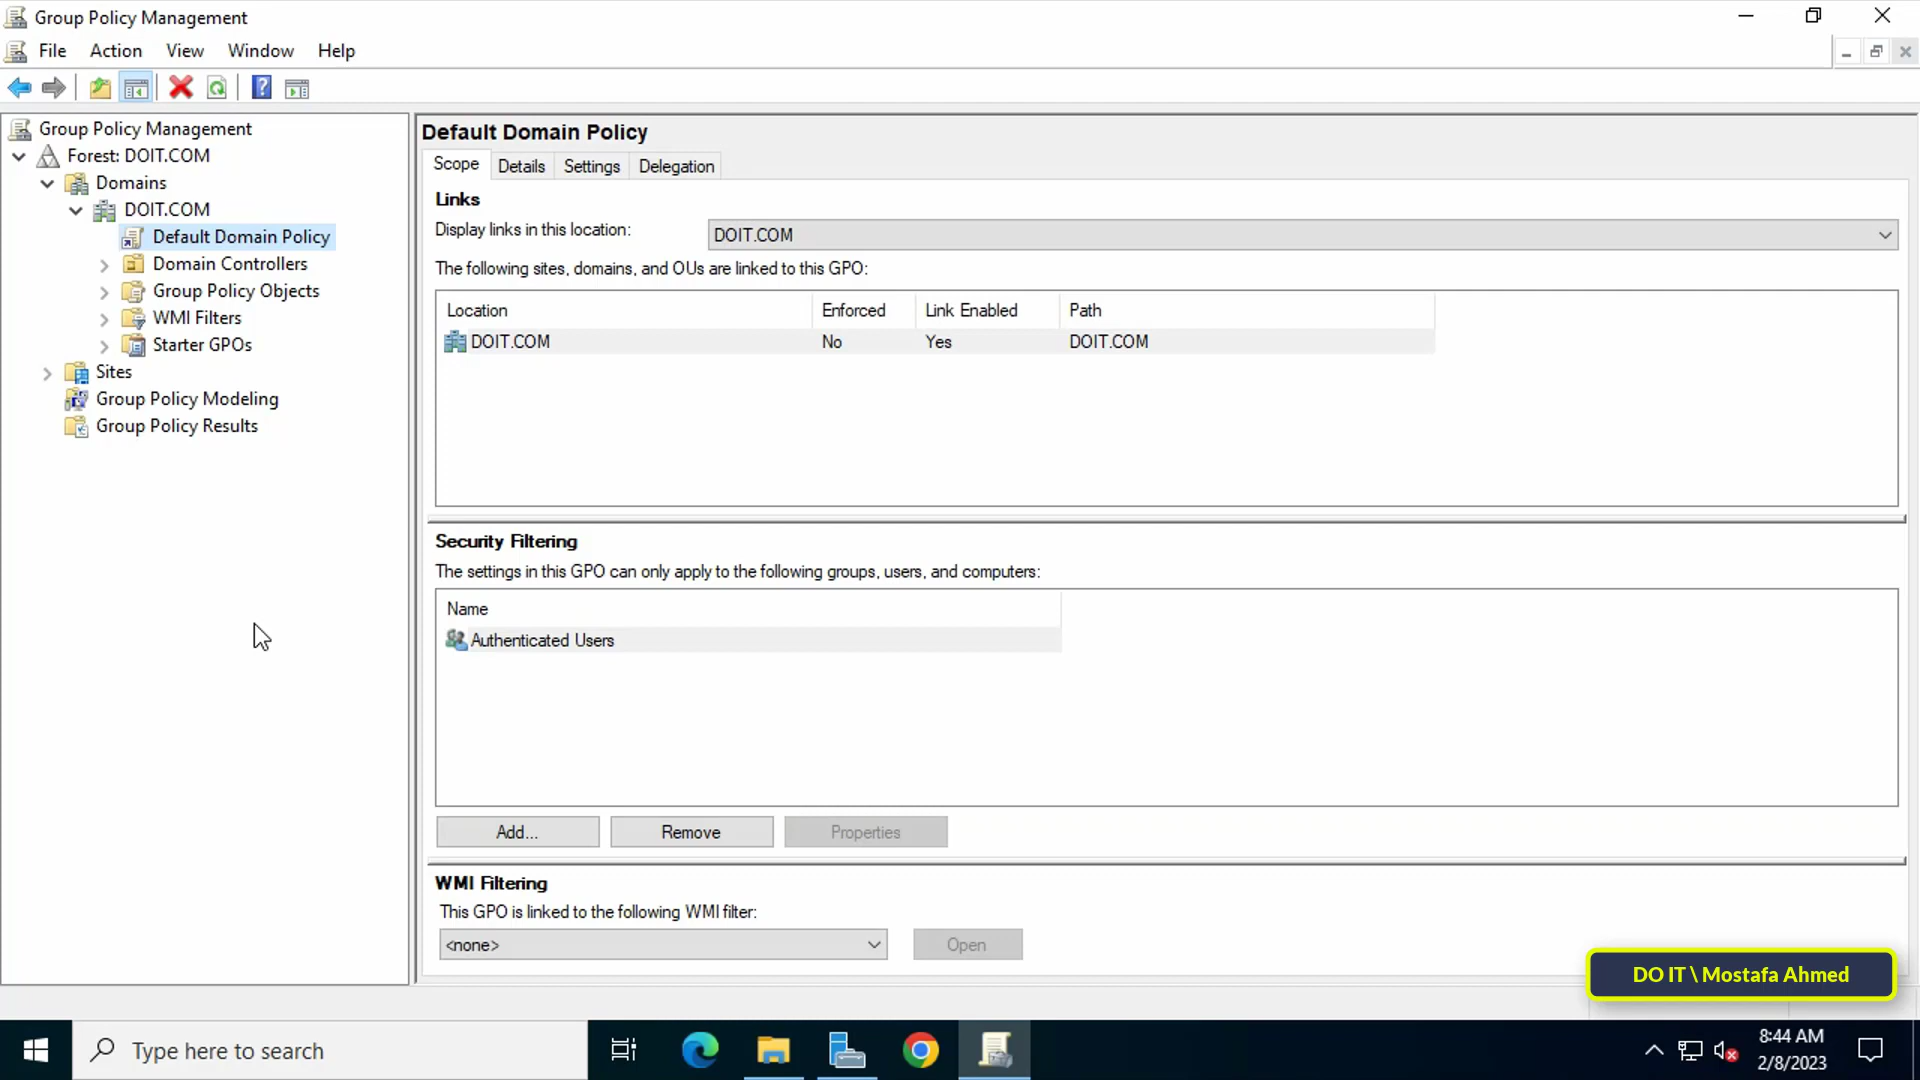 Group Policy Management
File Action View Window Help
Group Policy Management
Forest: DOIT.COM
Domains
DOIT.COM
Default Domain Policy
Domain Controllers
Group Policy Objects
WMI Filters
Starter GPOs
Sites
Group Policy Modeling
Group Policy Results
Default Domain Policy
Scope Details Settings Delegation
Links
Display links in this location: DOIT.COM
The following sites, domains, and OUs are linked to this GPO:
Location Enforced Link Enabled Path
DOIT.COM No Yes DOIT.COM
Security Filtering
The settings in this GPO can only apply to the following groups, users, and computers:
Name
Authenticated Users
Add... Remove Properties
WMI Filtering
This GPO is linked to the following WMI filter:
<none> Open
DO IT \ Mostafa Ahmed
Type here to search
8:44 AM
2/8/2023